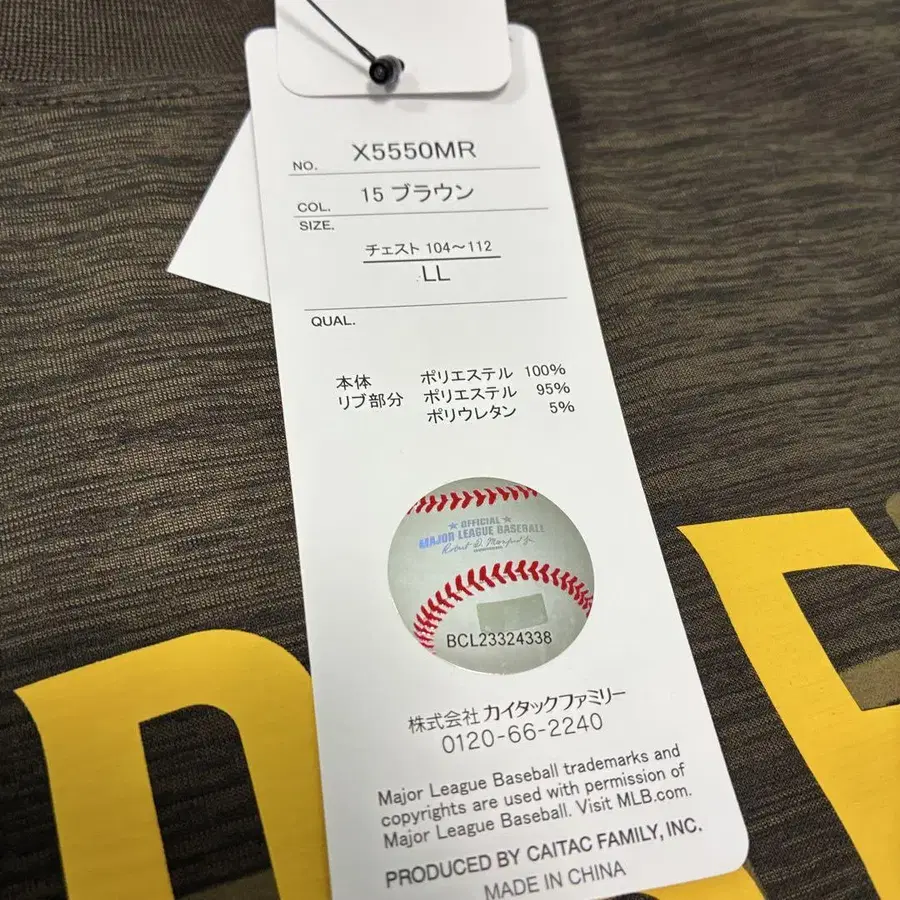 NO. X5550MR
COL. 15 ブラウン
SIZE.
チェスト 104～112
LL
QUAL.
本体 ポリエステル 100%
リブ部分 ポリエステル 95%
ポリウレタン 5%
★ OFFICIAL ★
MAJOR LEAGUE BASEBALL
Robert D. Manfred Jr.
BCL23324338
株式会社 カイタックファミリー
0120-66-2240
Major League Baseball trademarks and
copyrights are used with permission of
Major League Baseball. Visit MLB.com.
PRODUCED BY CAITAC FAMILY, INC.
MADE IN CHINA